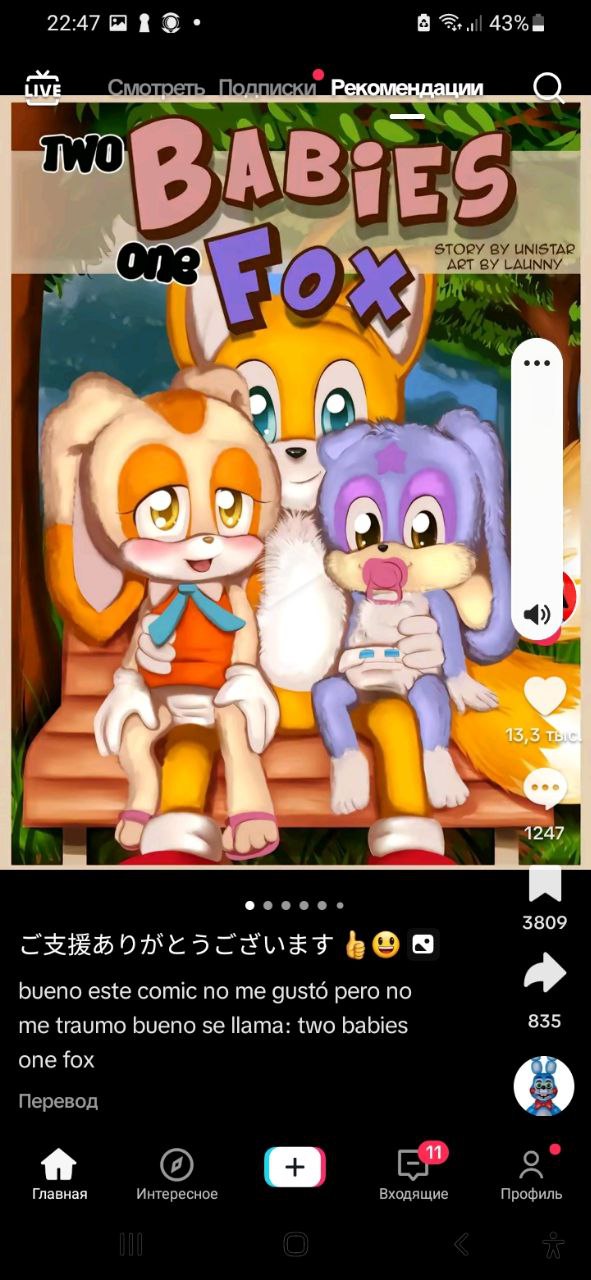 22:47
43%
LIVE
Смотреть Подписки Рекомендации
TWO BABIES
one FOX
STORY BY UNISTAR
ART BY LAUNNY
13,3 тыс.
1247
3809
835
ご支援ありがとうございます 👍😃
bueno este comic no me gustó pero no
me traumo bueno se llama: two babies
one fox
Перевод
11
Главная Интересное Входящие Профиль